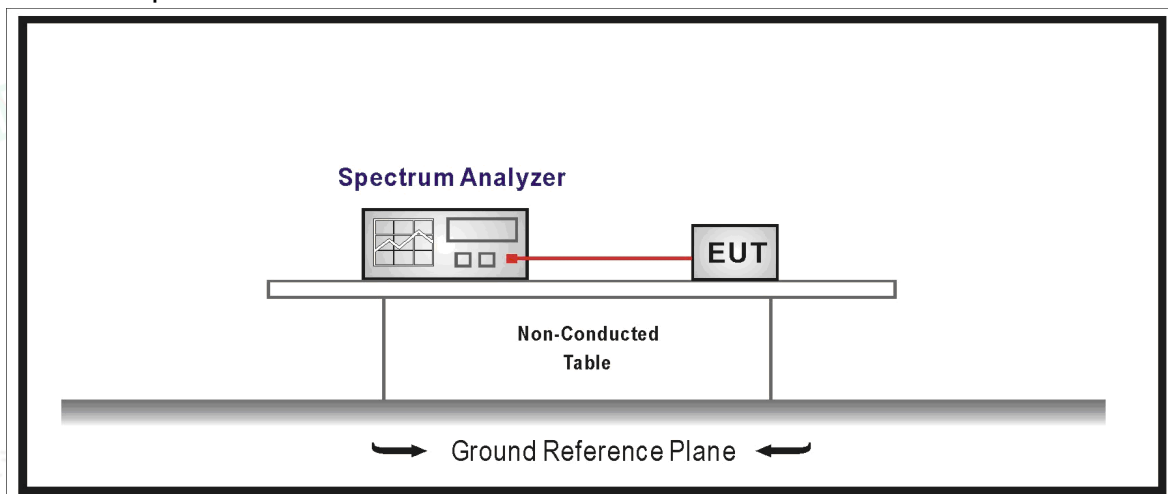 Spectrum Analyzer
EUT
Non-Conducted
Table
Ground Reference Plane